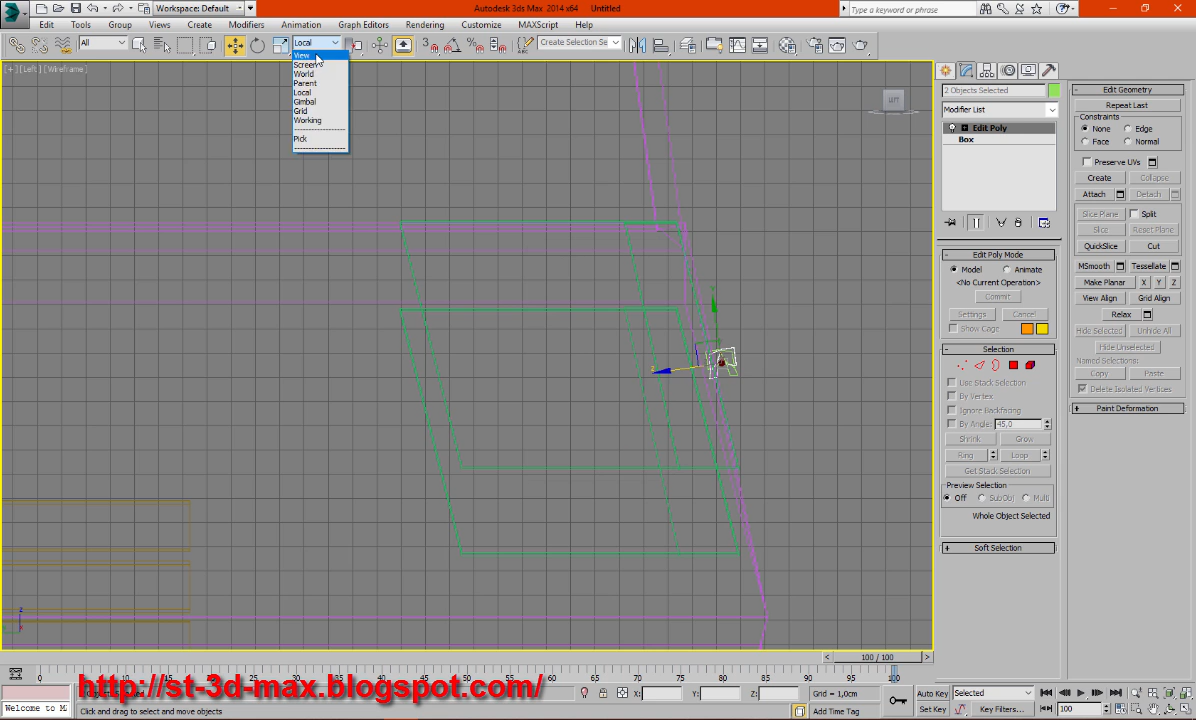 Autodesk 3ds Max 2014 x64 Untitled
Workspace: Default
Type a keyword or phrase
Edit Tools Group Views Create Modifiers Animation Graph Editors Rendering Customize MAXScript Help
All
Local
Create Selection Se
View
Screen
World
Parent
Local
Gimbal
Grid
Working
Pick
[+] [Left] [Wireframe]
LEFT
2 Objects Selected
Modifier List
Edit Poly
Box
Edit Poly Mode
Model Animate
<No Current Operation>
Commit
Settings Cancel
Show Cage
Selection
Use Stack Selection
By Vertex
Ignore Backfacing
By Angle: 45,0
Shrink Grow
Ring Loop
Get Stack Selection
Preview Selection
Off SubObj Multi
Whole Object Selected
Soft Selection
Edit Geometry
Repeat Last
Constraints
None Edge
Face Normal
Preserve UVs
Create Collapse
Attach Detach
Slice Plane Split
Slice Reset Plane
QuickSlice Cut
MSmooth Tessellate
Make Planar X Y Z
View Align Grid Align
Relax
Hide Selected Unhide All
Hide Unselected
Named Selections:
Copy Paste
Delete Isolated Vertices
Paint Deformation
100 / 100
0 5 10 15 20 25 30 35 40 45 50 55 60 65 70 75 80 85 90 95 100
http://st-3d-max.blogspot.com/
X: Y: Z: Grid = 1,0cm
Auto Key Selected
Welcome to MA
Click and drag to select and move objects
Add Time Tag
Set Key Key Filters... 100